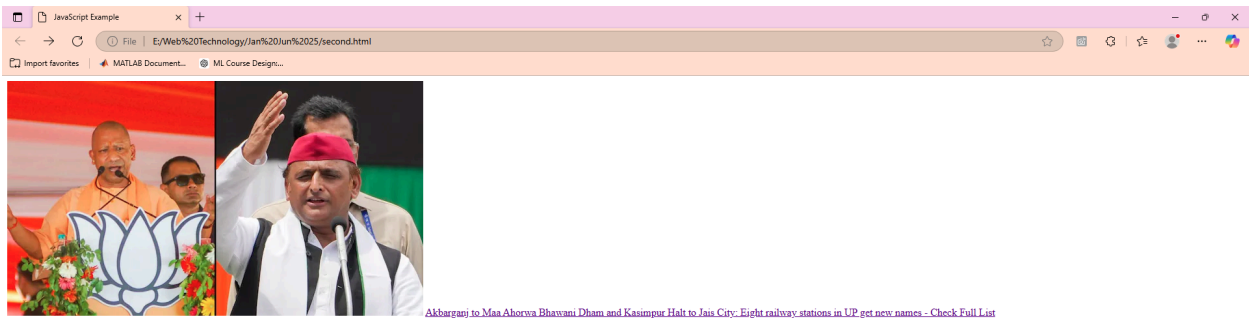 JavaScript Example
File E:/Web%20Technology/Jan%20Jun%2025/second.html
Import favorites MATLAB Document... ML Course Design:...
Akbarganj to Maa Ahorwa Bhawani Dham and Kasimpur Halt to Jais City: Eight railway stations in UP get new names - Check Full List